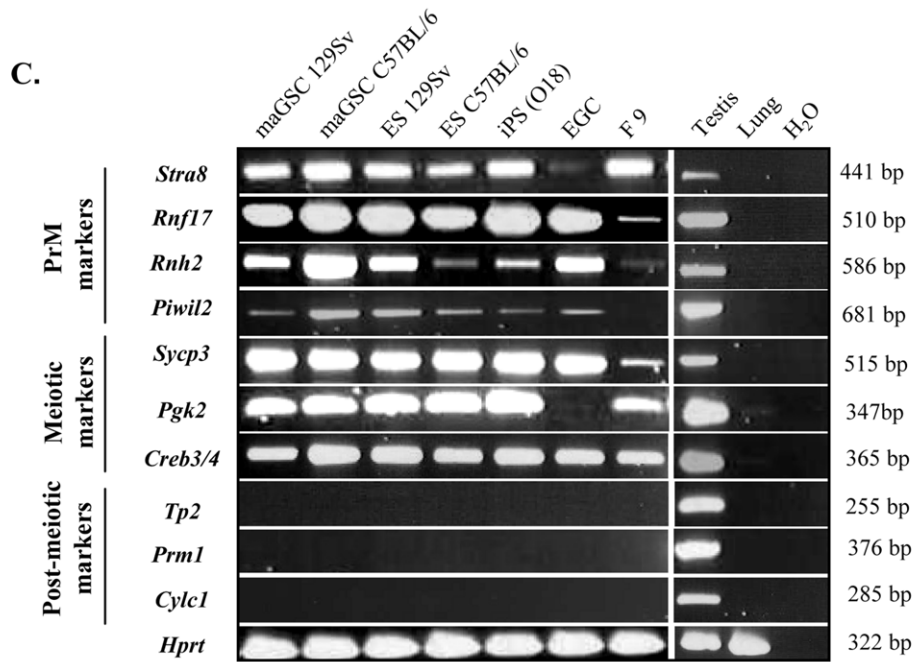 C.
maGSC 129Sv
maGSC C57BL/6
ES 129Sv
ES C57BL/6
iPS (O18)
EGC
F 9
Testis
Lung
H₂O
PrM markers
Stra8 441 bp
Rnf17 510 bp
Rnh2 586 bp
Piwil2 681 bp
Meiotic markers
Sycp3 515 bp
Pgk2 347bp
Creb3/4 365 bp
Post-meiotic markers
Tp2 255 bp
Prm1 376 bp
Cylc1 285 bp
Hprt 322 bp